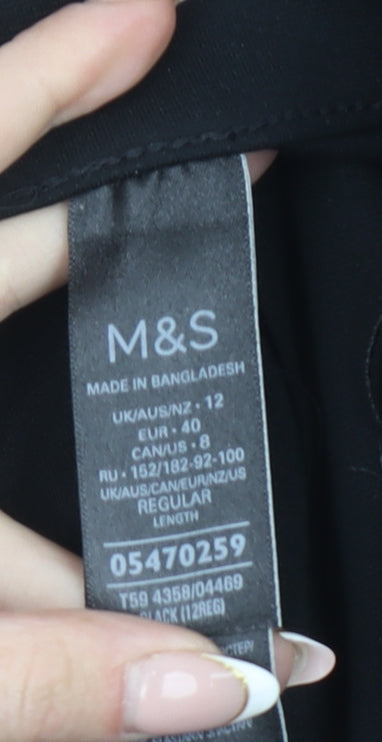 M&S
MADE IN BANGLADESH
UK/AUS/NZ • 12
EUR • 40
CAN/US • 8
RU • 152/182-92-100
UK/AUS/CAN/EUR/NZ/US
REGULAR
LENGTH
05470259
T59 4358/04469
BLACK (12REG)